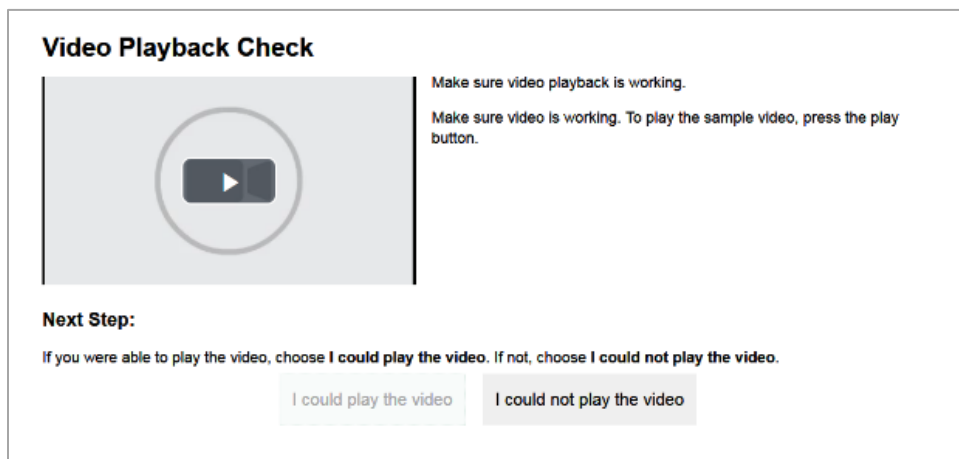 Video Playback Check
Make sure video playback is working.
Make sure video is working. To play the sample video, press the play
button.
Next Step:
If you were able to play the video, choose I could play the video. If not, choose I could not play the video.
I could play the video
I could not play the video